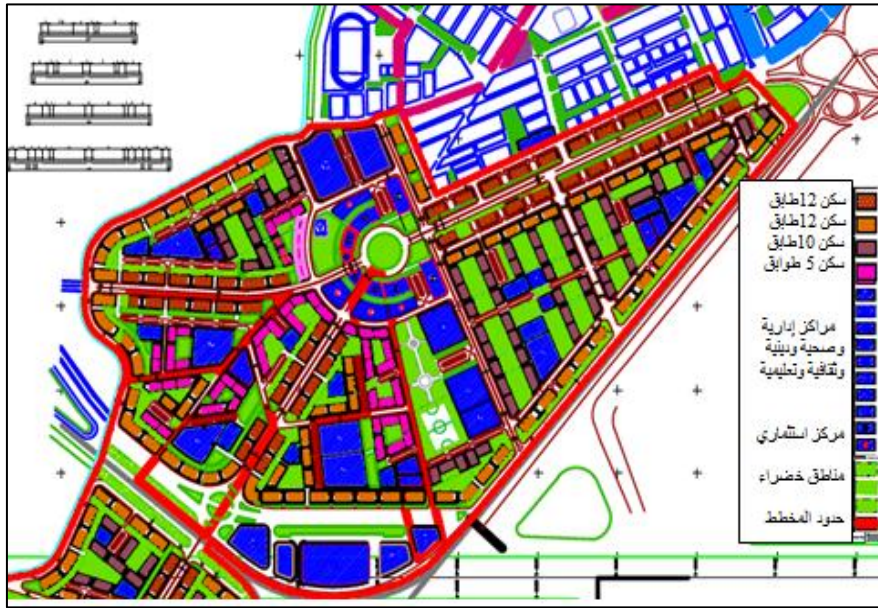 سكن 12طابق
سكن 12طابق
سكن 10طابق
سكن 5 طوابق
مراكز إدارية
وصحية ودينية
وثقافية وتعليمية
مركز استثماري
مناطق خضراء
حدود المخطط